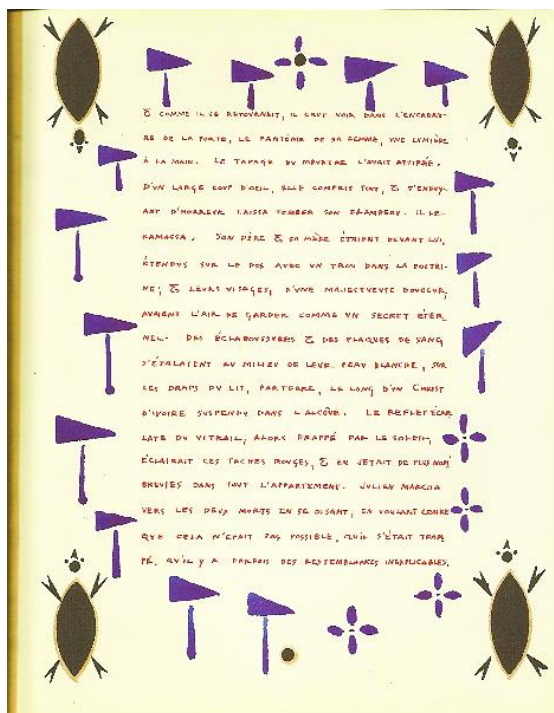 & COMME IL SE RETOURNAIT, IL CRUT VOIR DANS L'ENCADRU-
RE DE LA PORTE, LE FANTÔME DE SA FEMME, UNE LUMIÈRE
À LA MAIN. LE TAPAGE DU MEURTRE L'AVAIT ATTIRÉE.
D'UN LARGE COUP D'OEIL, ELLE COMPRIT TOUT, & S'ENFUY-
ANT D'HORREUR LAISSA TOMBER SON FLAMBEAU. IL LE
RAMASSA. SON PÈRE & SA MÈRE ÉTAIENT DEVANT LUI,
ÉTENDUS SUR LE DOS AVEC UN TROU DANS LA POITRI-
NE; & LEURS VISAGES, D'UNE MAJESTUEUSE DOUCEUR,
AVAIENT L'AIR DE GARDER COMME UN SECRET ÉTER-
NEL. DES ÉCLABOUSSURES & DES PLAQUES DE SANG
S'ÉTALAIENT AU MILIEU DE LEUR PEAU BLANCHE, SUR
LES DRAPS DU LIT, PAR TERRE, LE LONG D'UN CHRIST
D'IVOIRE SUSPENDU DANS L'ALCÔVE. LE REFLET ÉCAR
LATE DU VITRAIL, ALORS FRAPPÉ PAR LE SOLEIL,
ÉCLAIRAIT CES TACHES ROUGES, & EN JETAIT DE PLUS NOM
BREUSES DANS TOUT L'APPARTEMENT. JULIEN MARCHA
VERS LES DEUX MORTS EN SE DISANT, EN VOULANT CROIRE
QUE CELA N'ÉTAIT PAS POSSIBLE, QU'IL S'ÉTAIT TROM
PÉ, QU'IL Y A PARFOIS DES RESSEMBLANCES INEXPLICABLES.